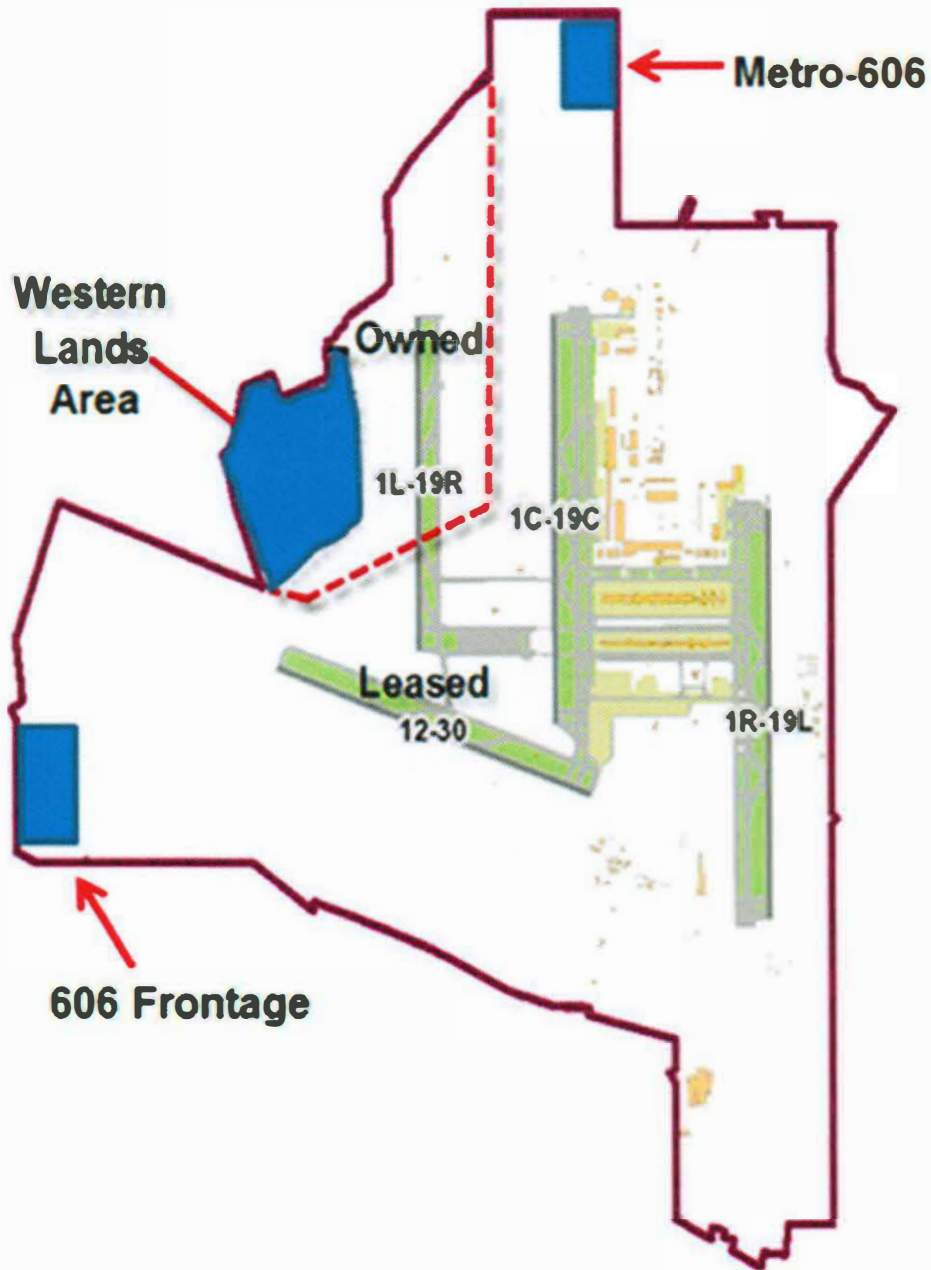 Metro-606
Western
Lands
Area
Owned
1L-19R
1C-19C
Leased
12-30
1R-19L
606 Frontage